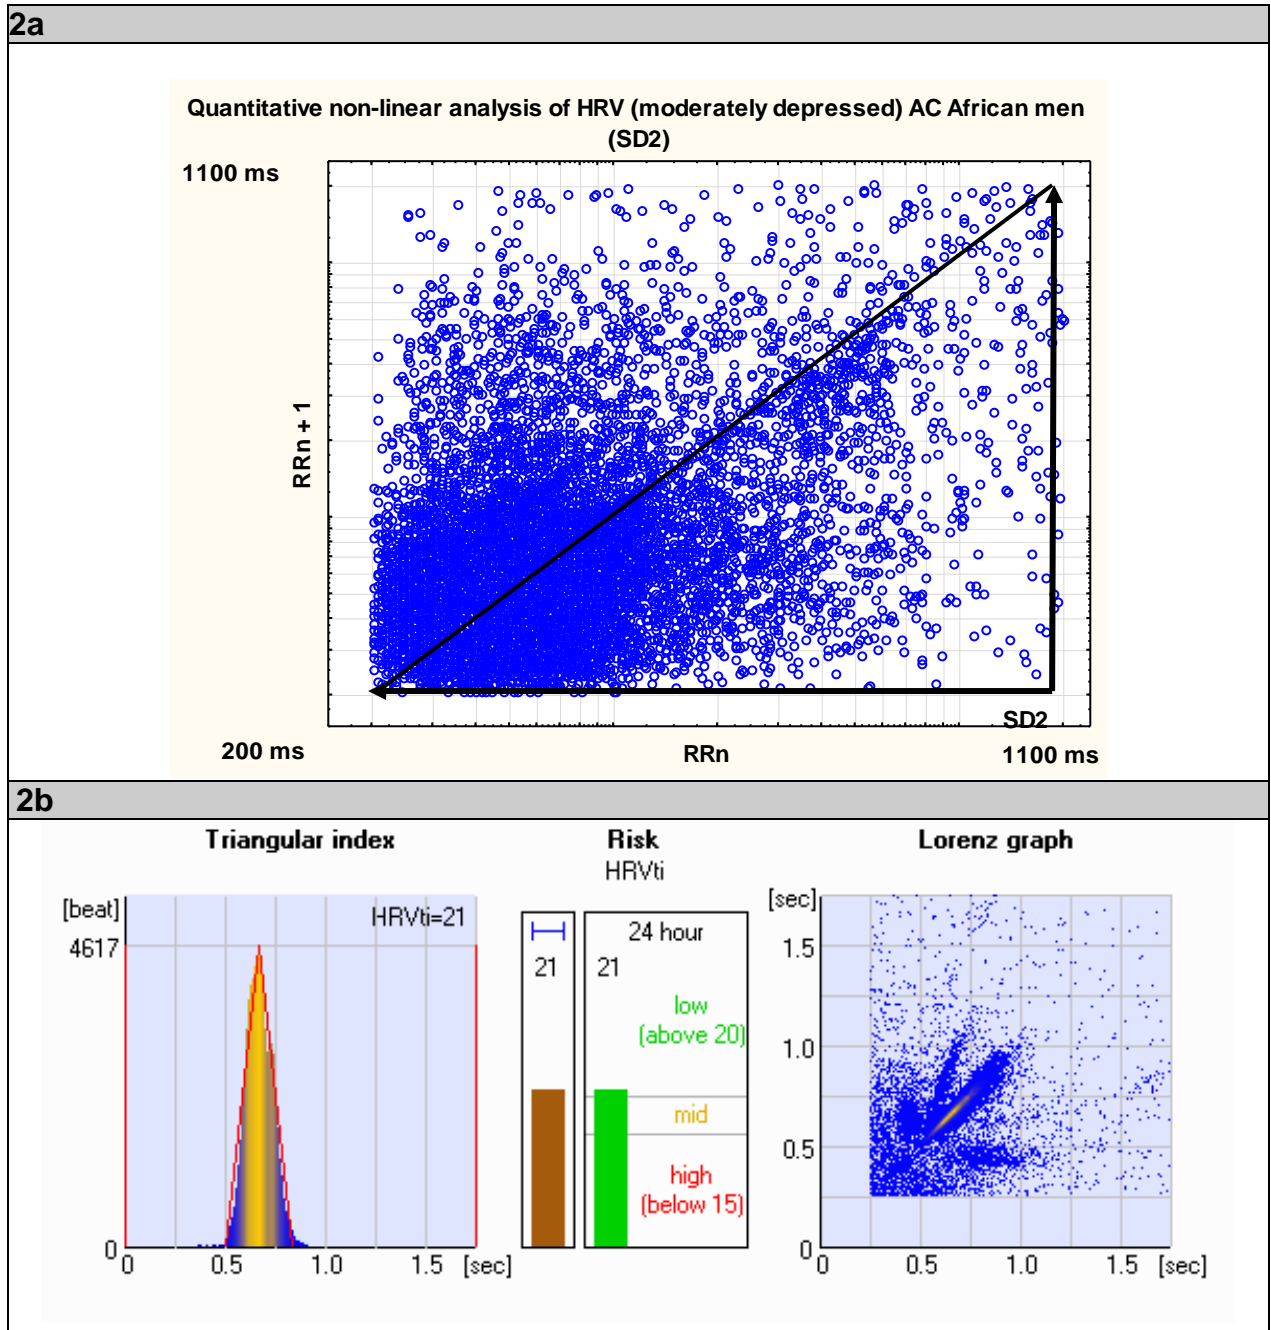 2a
Quantitative non-linear analysis of HRV (moderately depressed) AC African men
(SD2)
1100 ms
RRn + 1
SD2
200 ms
RRn
1100 ms
2b
Triangular index
Risk
HRVti
Lorenz graph
[beat]
4617
HRVti=21
0
0
0.5
1.0
1.5
[sec]
21
24 hour
21
low
(above 20)
mid
high
(below 15)
[sec]
1.5
1.0
0.5
0
0
0.5
1.0
1.5
[sec]